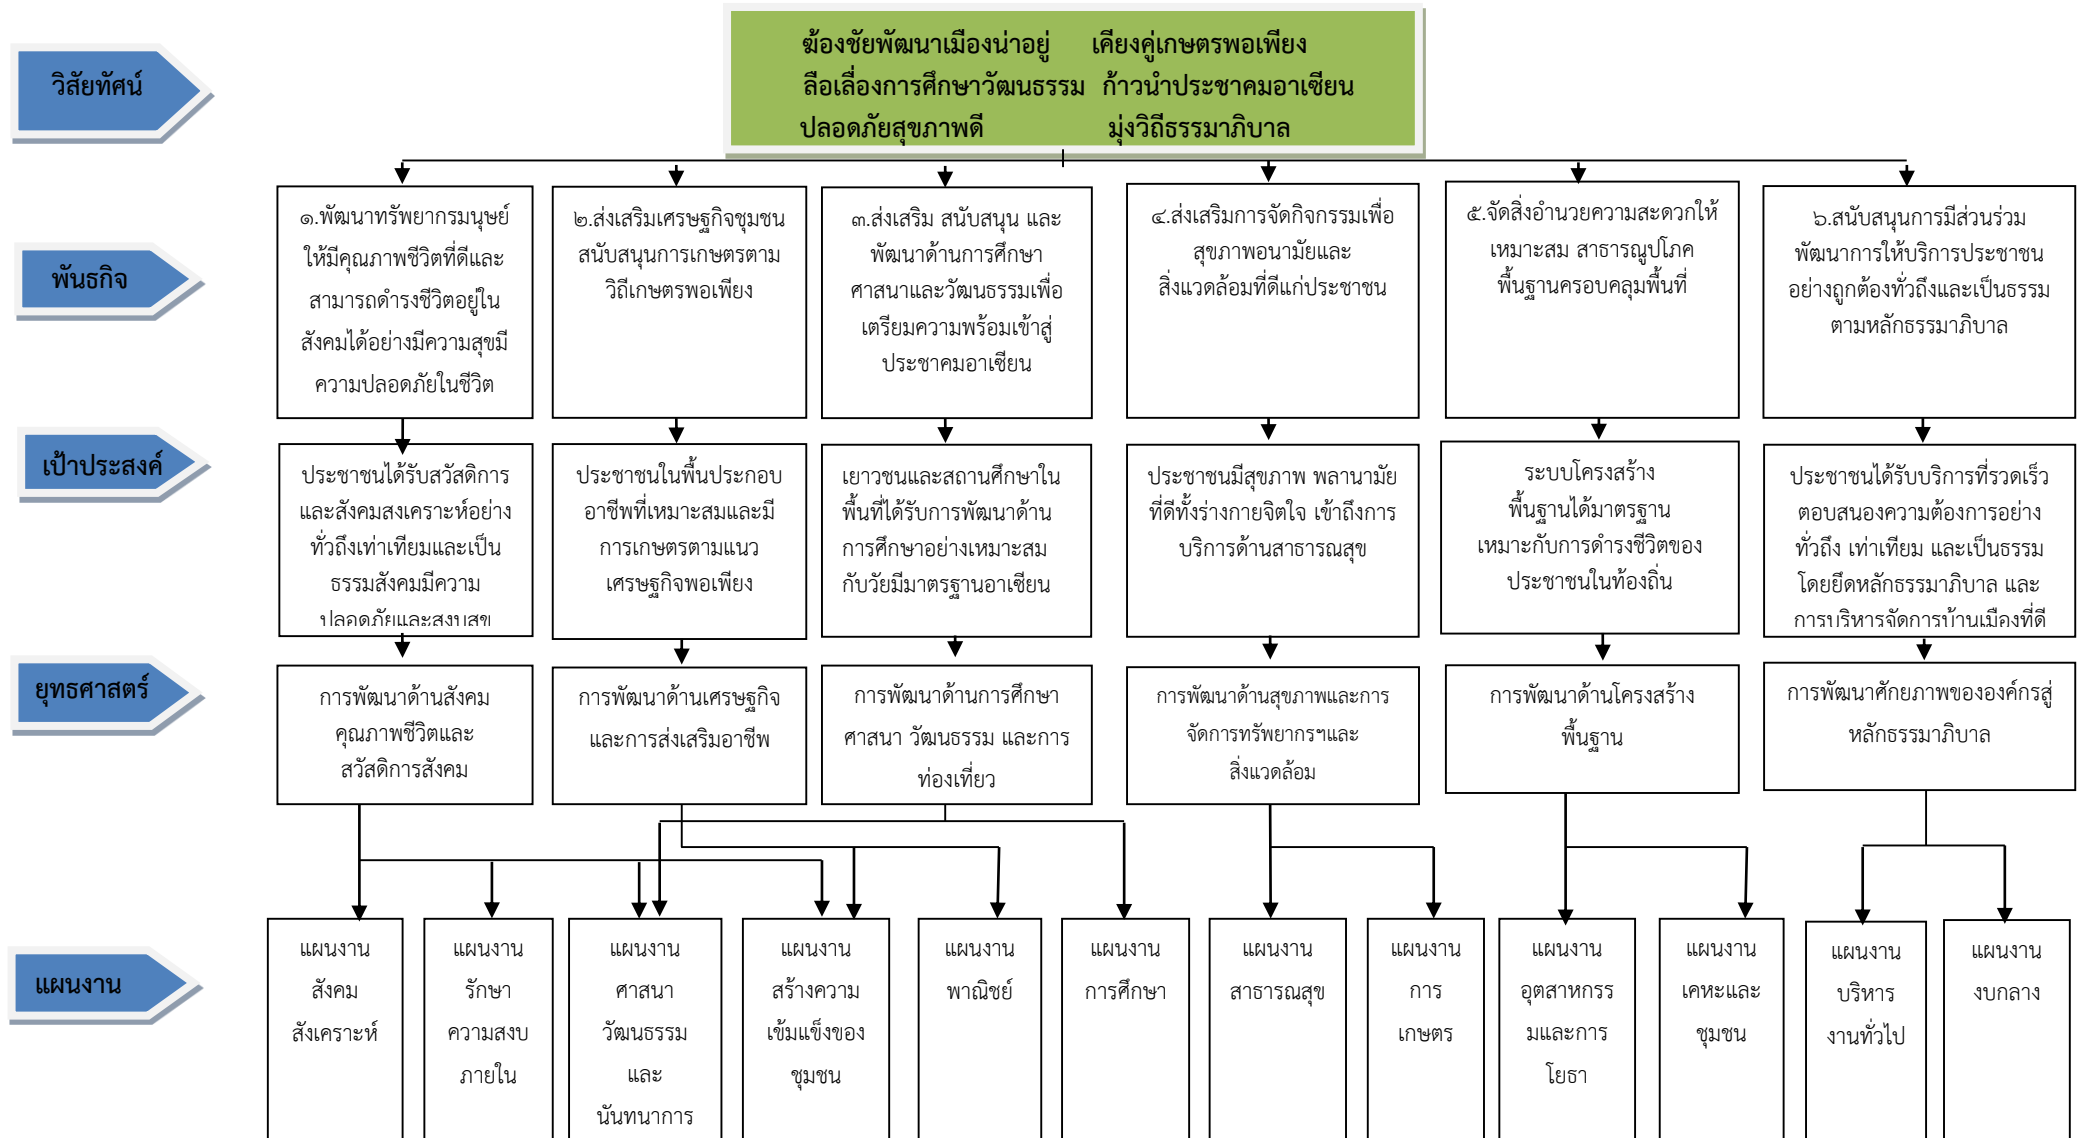 วิสัยทัศน์
ฆ้องชัยพัฒนาเมืองน่าอยู่ เคียงคู่เกษตรพอเพียง
ลือเลื่องการศึกษาวัฒนธรรม ก้าวนำประชาคมอาเซียน
ปลอดภัยสุขภาพดี มุ่งวิถีธรรมาภิบาล
พันธกิจ
๑.พัฒนาทรัพยากรมนุษย์
ให้มีคุณภาพชีวิตที่ดีและ
สามารถดำรงชีวิตอยู่ใน
สังคมได้อย่างมีความสุขมี
ความปลอดภัยในชีวิต
๒.ส่งเสริมเศรษฐกิจชุมชน
สนับสนุนการเกษตรตาม
วิถีเกษตรพอเพียง
๓.ส่งเสริม สนับสนุน และ
พัฒนาด้านการศึกษา
ศาสนาและวัฒนธรรมเพื่อ
เตรียมความพร้อมเข้าสู่
ประชาคมอาเซียน
๔.ส่งเสริมการจัดกิจกรรมเพื่อ
สุขภาพอนามัยและ
สิ่งแวดล้อมที่ดีแก่ประชาชน
๕.จัดสิ่งอำนวยความสะดวกให้
เหมาะสม สาธารณูปโภค
พื้นฐานครอบคลุมพื้นที่
๖.สนับสนุนการมีส่วนร่วม
พัฒนาการให้บริการประชาชน
อย่างถูกต้องทั่วถึงและเป็นธรรม
ตามหลักธรรมาภิบาล
เป้าประสงค์
ประชาชนได้รับสวัสดิการ
และสังคมสงเคราะห์อย่าง
ทั่วถึงเท่าเทียมและเป็น
ธรรมสังคมมีความ
ปลอดภัยและสงบสุข
ประชาชนในพื้นประกอบ
อาชีพที่เหมาะสมและมี
การเกษตรตามแนว
เศรษฐกิจพอเพียง
เยาวชนและสถานศึกษาใน
พื้นที่ได้รับการพัฒนาด้าน
การศึกษาอย่างเหมาะสม
กับวัยมีมาตรฐานอาเซียน
ประชาชนมีสุขภาพ พลานามัย
ที่ดีทั้งร่างกายจิตใจ เข้าถึงการ
บริการด้านสาธารณสุข
ระบบโครงสร้าง
พื้นฐานได้มาตรฐาน
เหมาะกับการดำรงชีวิตของ
ประชาชนในท้องถิ่น
ประชาชนได้รับบริการที่รวดเร็ว
ตอบสนองความต้องการอย่าง
ทั่วถึง เท่าเทียม และเป็นธรรม
โดยยึดหลักธรรมาภิบาล และ
การบริหารจัดการบ้านเมืองที่ดี
ยุทธศาสตร์
การพัฒนาด้านสังคม
คุณภาพชีวิตและ
สวัสดิการสังคม
การพัฒนาด้านเศรษฐกิจ
และการส่งเสริมอาชีพ
การพัฒนาด้านการศึกษา
ศาสนา วัฒนธรรม และการ
ท่องเที่ยว
การพัฒนาด้านสุขภาพและการ
จัดการทรัพยากรฯและ
สิ่งแวดล้อม
การพัฒนาด้านโครงสร้าง
พื้นฐาน
การพัฒนาศักยภาพขององค์กรสู่
หลักธรรมาภิบาล
แผนงาน
แผนงาน
สังคม
สังเคราะห์
แผนงาน
รักษา
ความสงบ
ภายใน
แผนงาน
ศาสนา
วัฒนธรรม
และ
นันทนาการ
แผนงาน
สร้างความ
เข้มแข็งของ
ชุมชน
แผนงาน
พาณิชย์
แผนงาน
การศึกษา
แผนงาน
สาธารณสุข
แผนงาน
การ
เกษตร
แผนงาน
อุตสาหกรร
มและการ
โยธา
แผนงาน
เคหะและ
ชุมชน
แผนงาน
บริหาร
งานทั่วไป
แผนงาน
งบกลาง